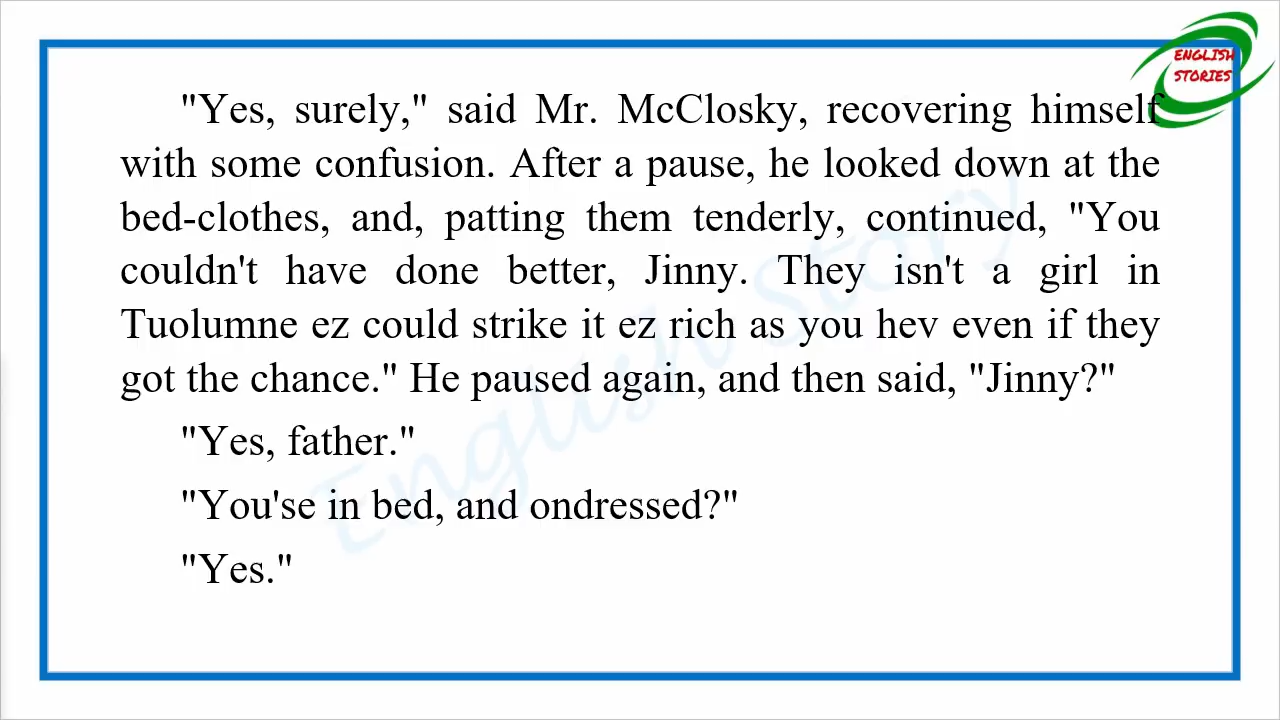 ENGLISH
STORIES
"Yes, surely," said Mr. McClosky, recovering himself
with some confusion. After a pause, he looked down at the
bed-clothes, and, patting them tenderly, continued, "You
couldn't have done better, Jinny. They isn't a girl in
Tuolumne ez could strike it ez rich as you hev even if they
got the chance." He paused again, and then said, "Jinny?"
"Yes, father."
"You'se in bed, and ondressed?"
"Yes."
English Story